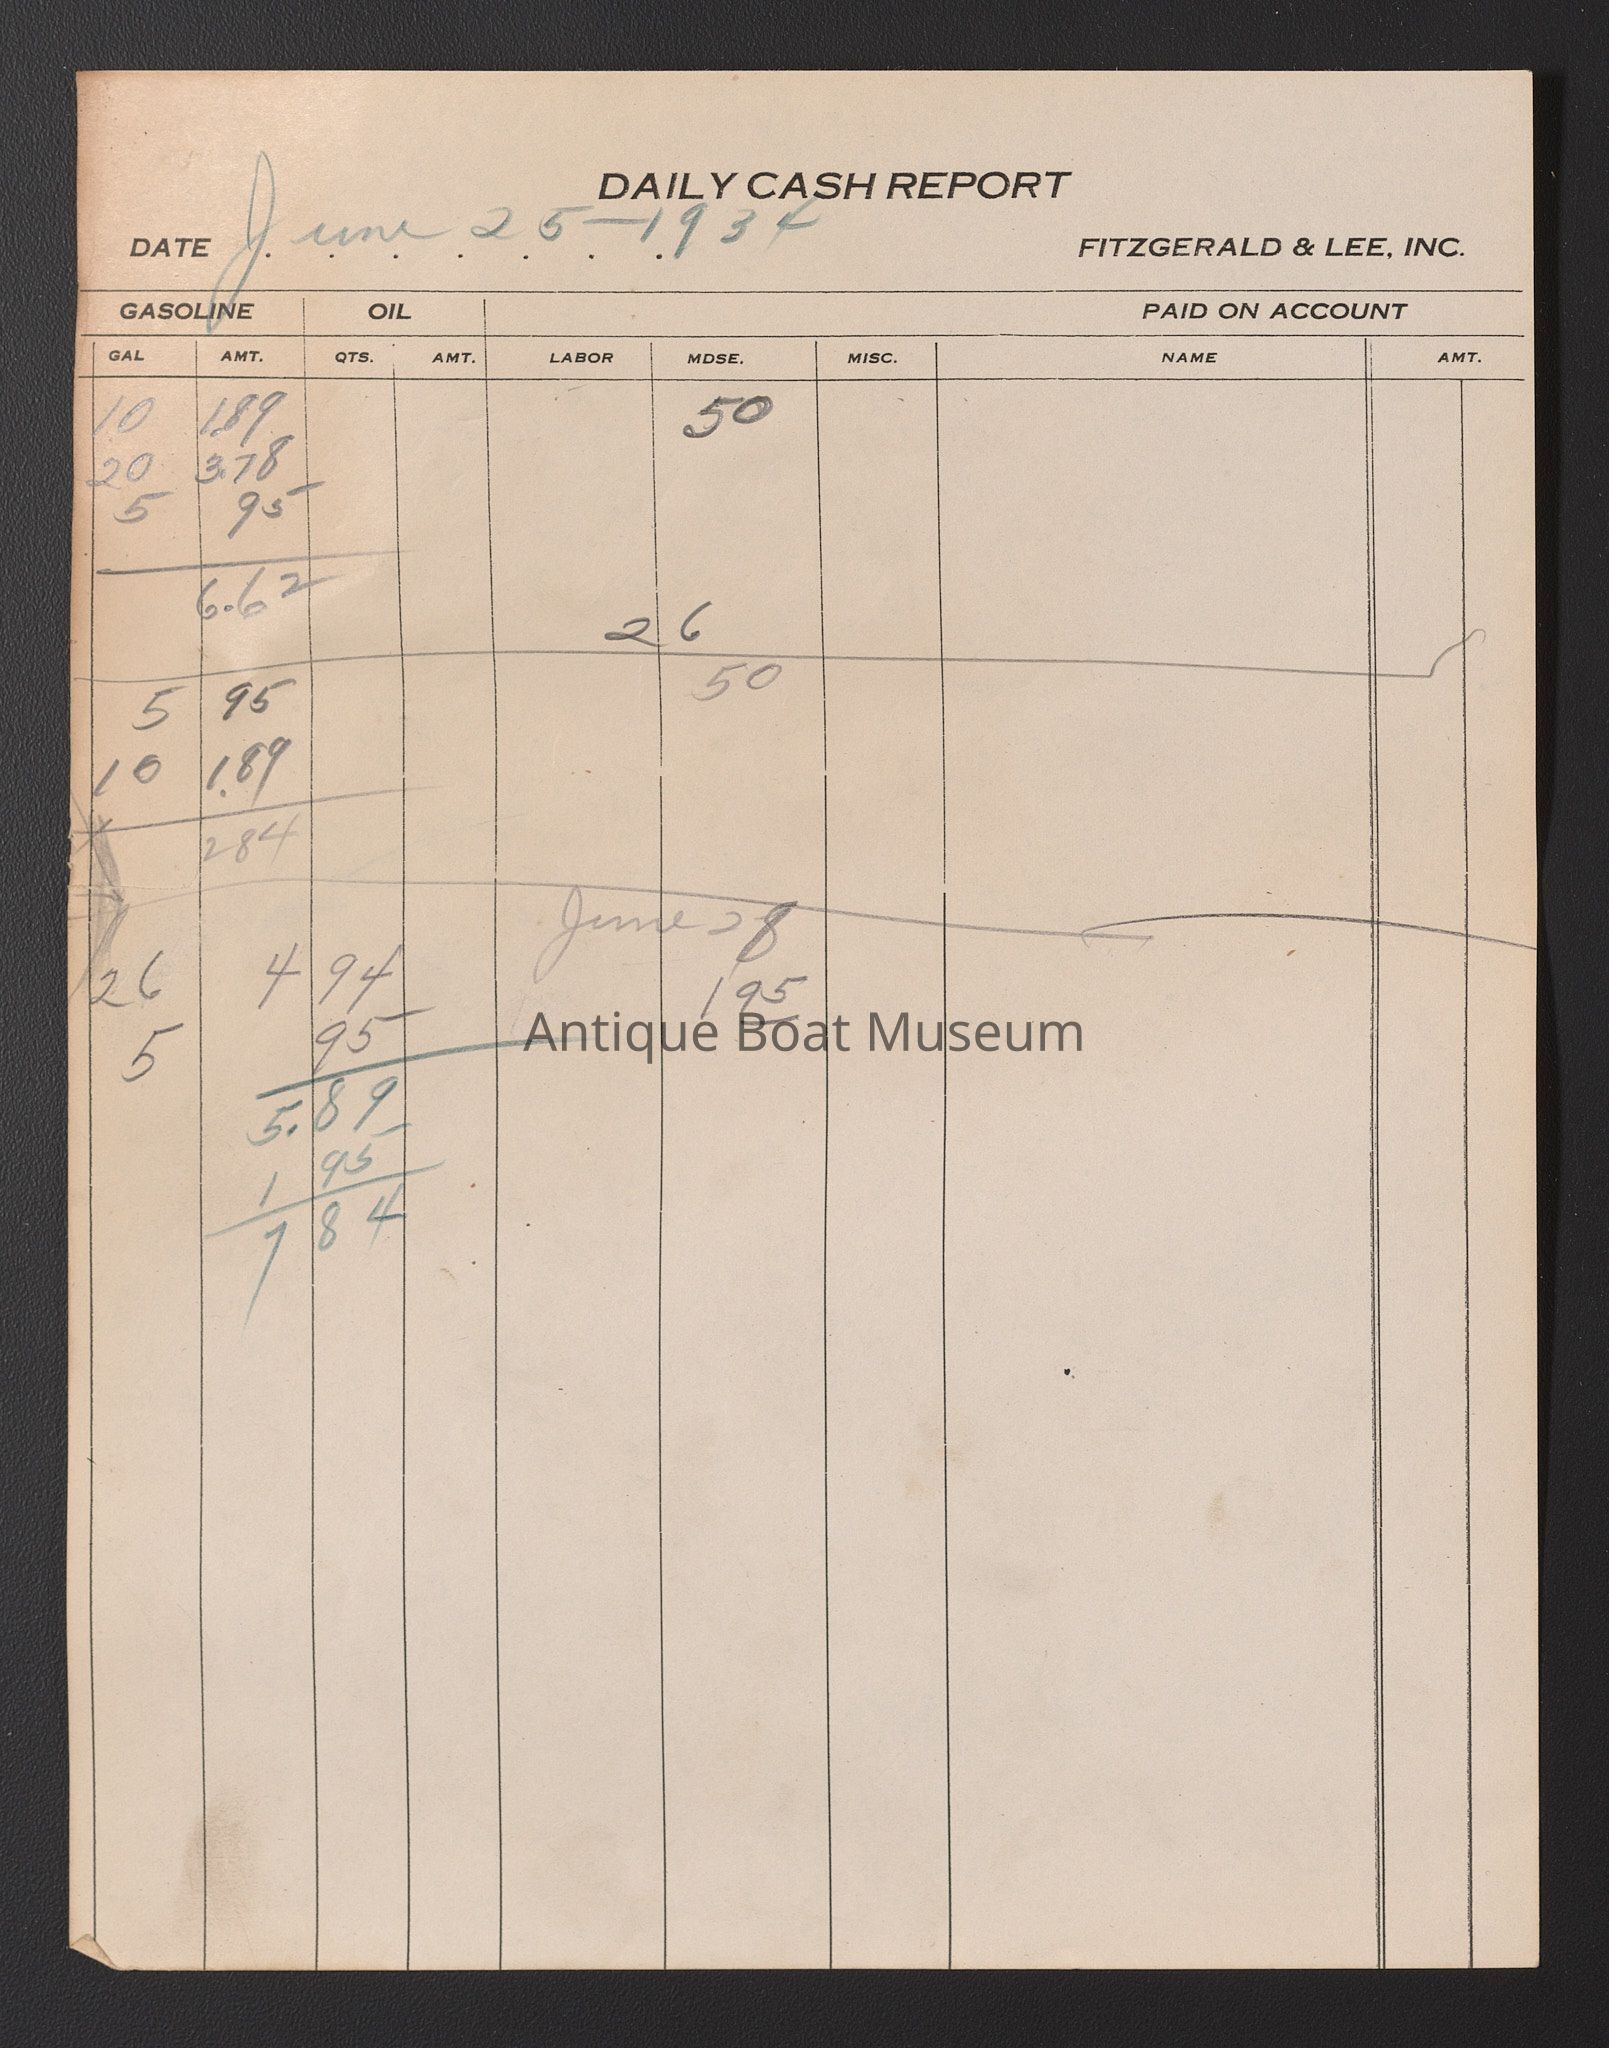 DAILY CASH REPORT
DATE June 25-1934
FITZGERALD & LEE, INC.
GASOLINE OIL PAID ON ACCOUNT
GAL AMT. QTS. AMT. LABOR MDSE. MISC. NAME AMT.
10 1.89 50
20 3.78
5 95
6.62
26
5 95 50
10 1.89
284
June 28
26 4 94 195
5 95
Antique Boat Museum
5.89
1 95
7 84